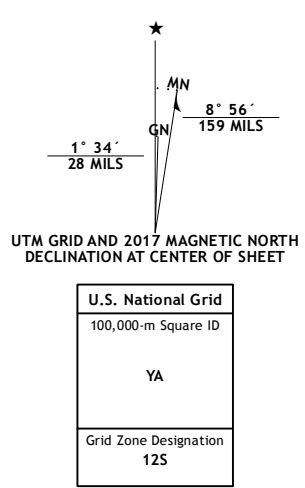 MN
8° 56´
159 MILS
GN
1° 34´
28 MILS
UTM GRID AND 2017 MAGNETIC NORTH
DECLINATION AT CENTER OF SHEET
U.S. National Grid
100,000-m Square ID
YA
Grid Zone Designation
12S